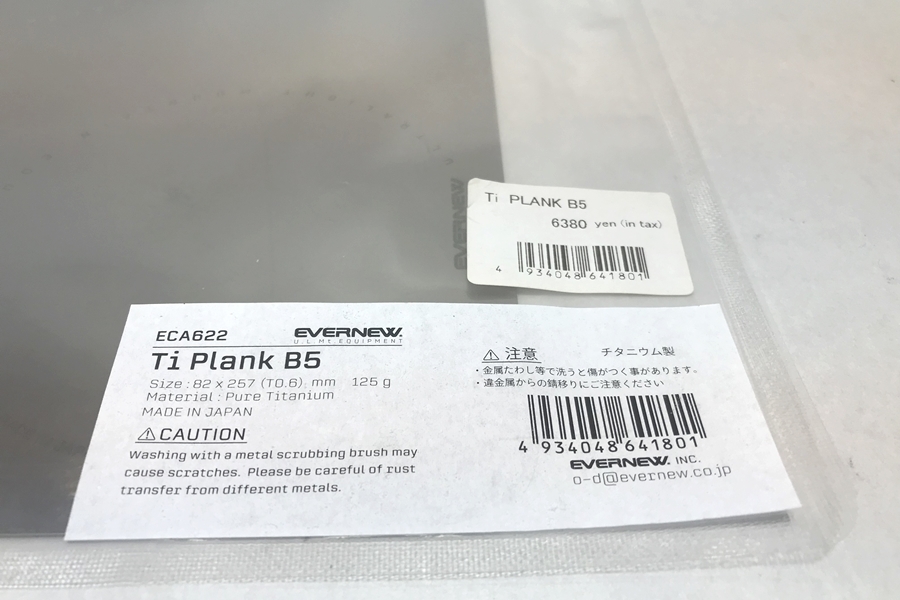 EVERNEW
Ti PLANK B5
6380 yen (in tax)
4 934048 641801
ECA622
EVERNEW.
U.L.Mt.EQUIPMENT
Ti Plank B5
Size : 82 x 257 (T0.6). mm 125 g
Material : Pure Titanium
MADE IN JAPAN
⚠CAUTION
Washing with a metal scrubbing brush may
cause scratches. Please be careful of rust
transfer from different metals.
⚠注意 チタニウム製
・金属たわし等で洗うと傷がつく事があります。
・違金属からの錆移りにご注意ください
4 934048 641801
EVERNEW. INC.
o-d@evernew.co.jp